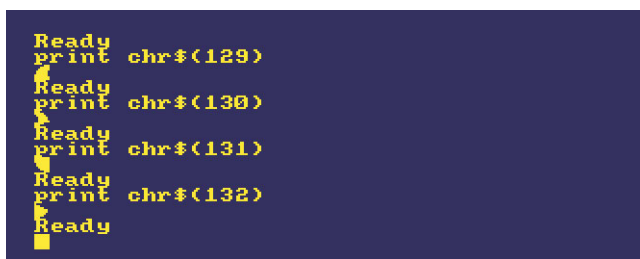 Ready
print chr$(129)
Ready
print chr$(130)
Ready
print chr$(131)
Ready
print chr$(132)
Ready